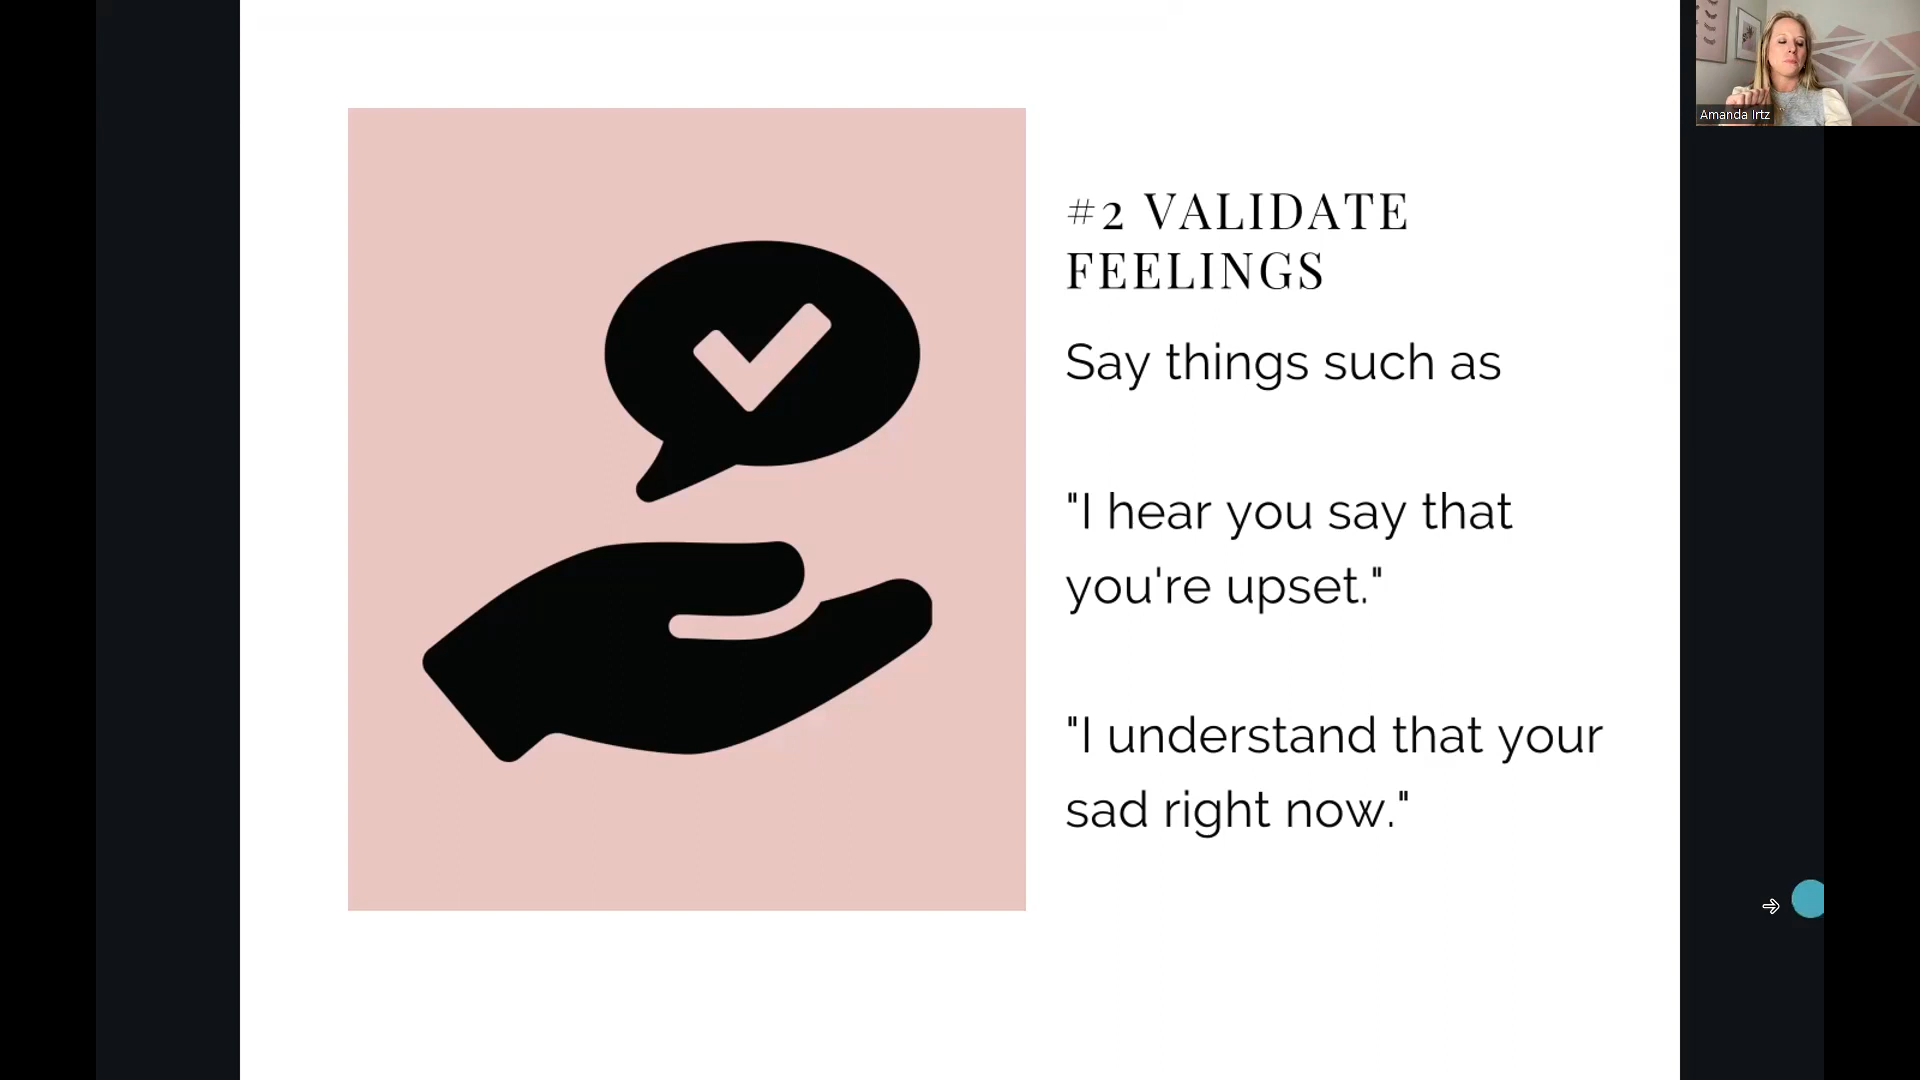 #2 VALIDATE
FEELINGS
Say things such as
"I hear you say that
you're upset."
"I understand that your
sad right now."
Amanda Irtz